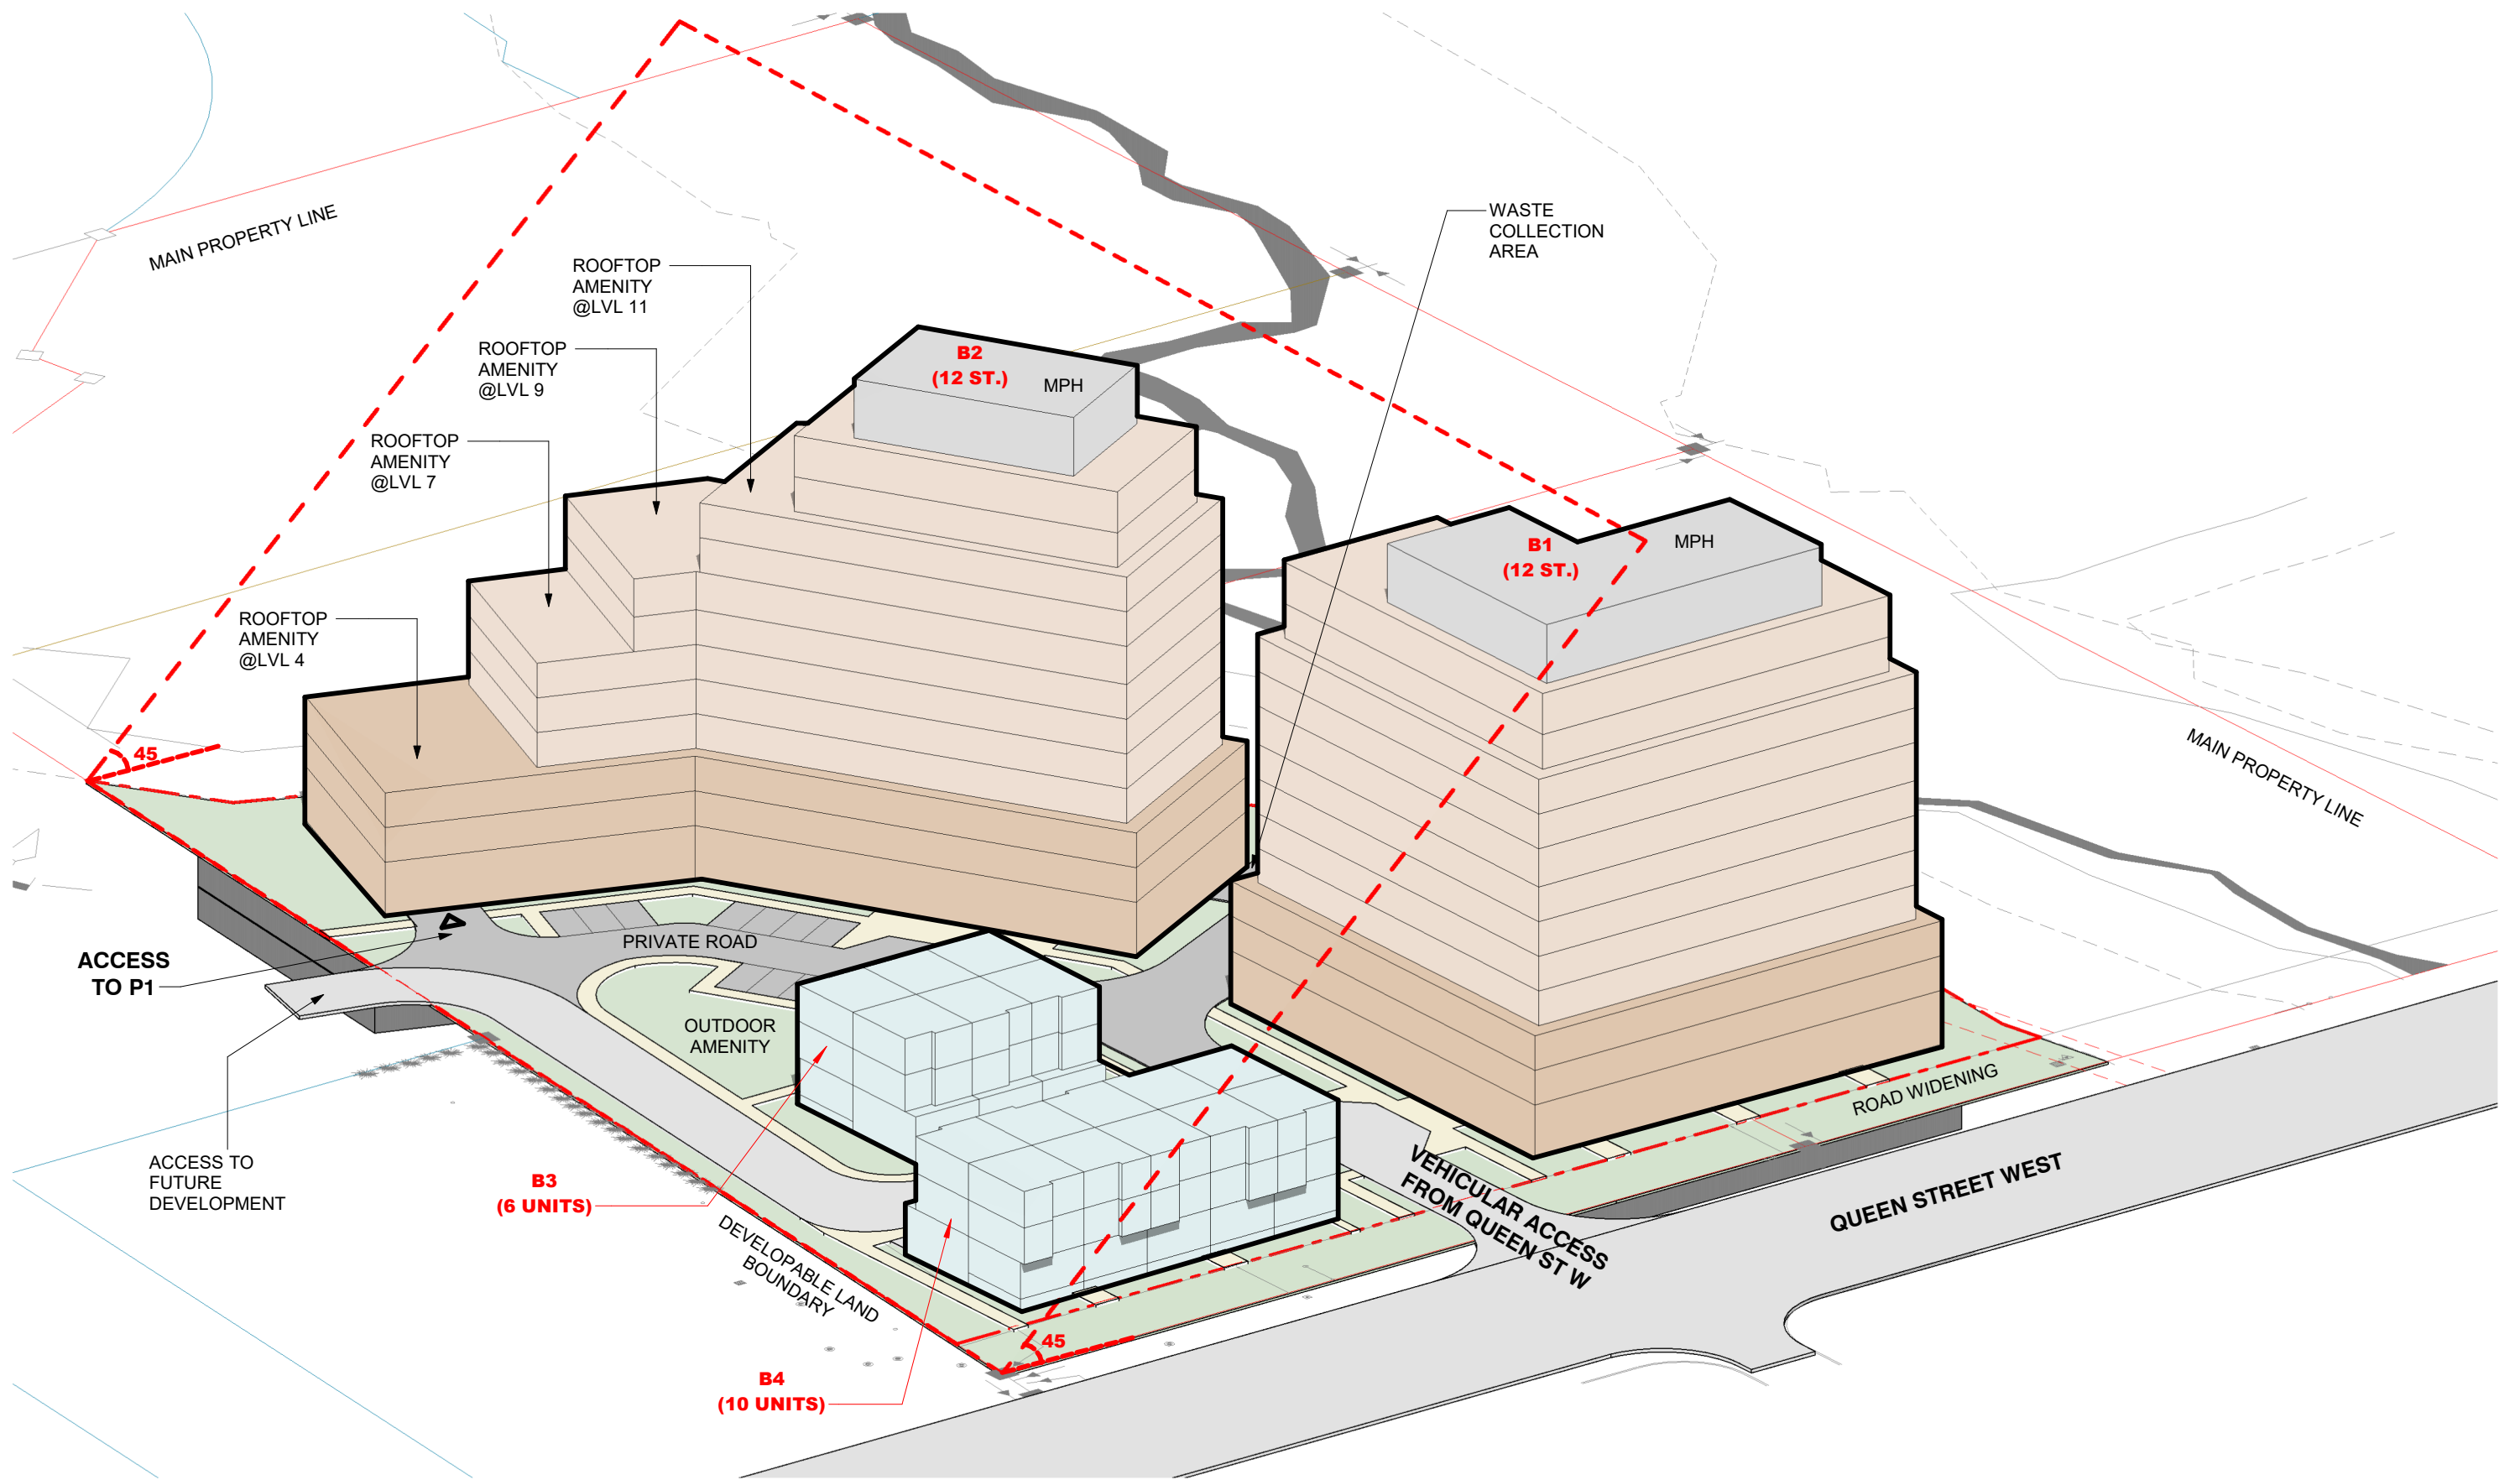 MAIN PROPERTY LINE
WASTE
COLLECTION
AREA
ROOFTOP
AMENITY
@LVL 11
ROOFTOP
AMENITY
@LVL 9
B2
(12 ST.)
MPH
ROOFTOP
AMENITY
@LVL 7
B1
(12 ST.)
MPH
ROOFTOP
AMENITY
@LVL 4
45
MAIN PROPERTY LINE
ACCESS
TO P1
PRIVATE ROAD
OUTDOOR
AMENITY
ROAD WIDENING
ACCESS TO
FUTURE
DEVELOPMENT
B3
(6 UNITS)
VEHICULAR ACCESS
FROM QUEEN ST W
QUEEN STREET WEST
DEVELOPABLE LAND
BOUNDARY
45
B4
(10 UNITS)